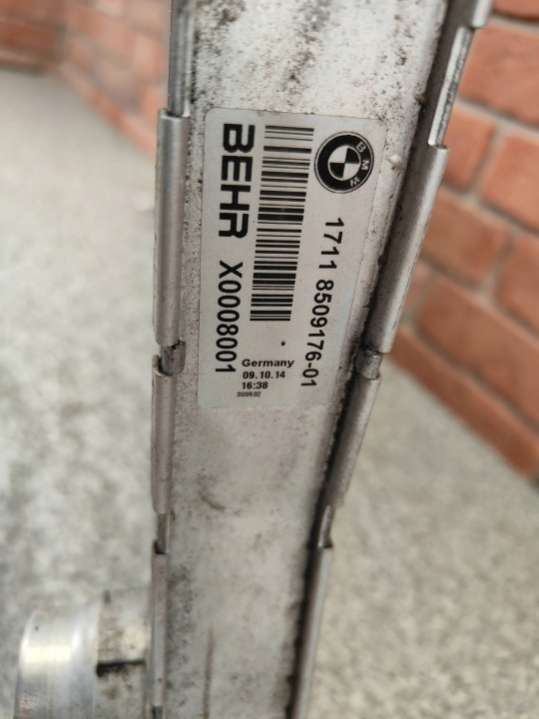 BMW
1711 8509176-01
BEHR X0008001
Germany
09.10.14
16:38